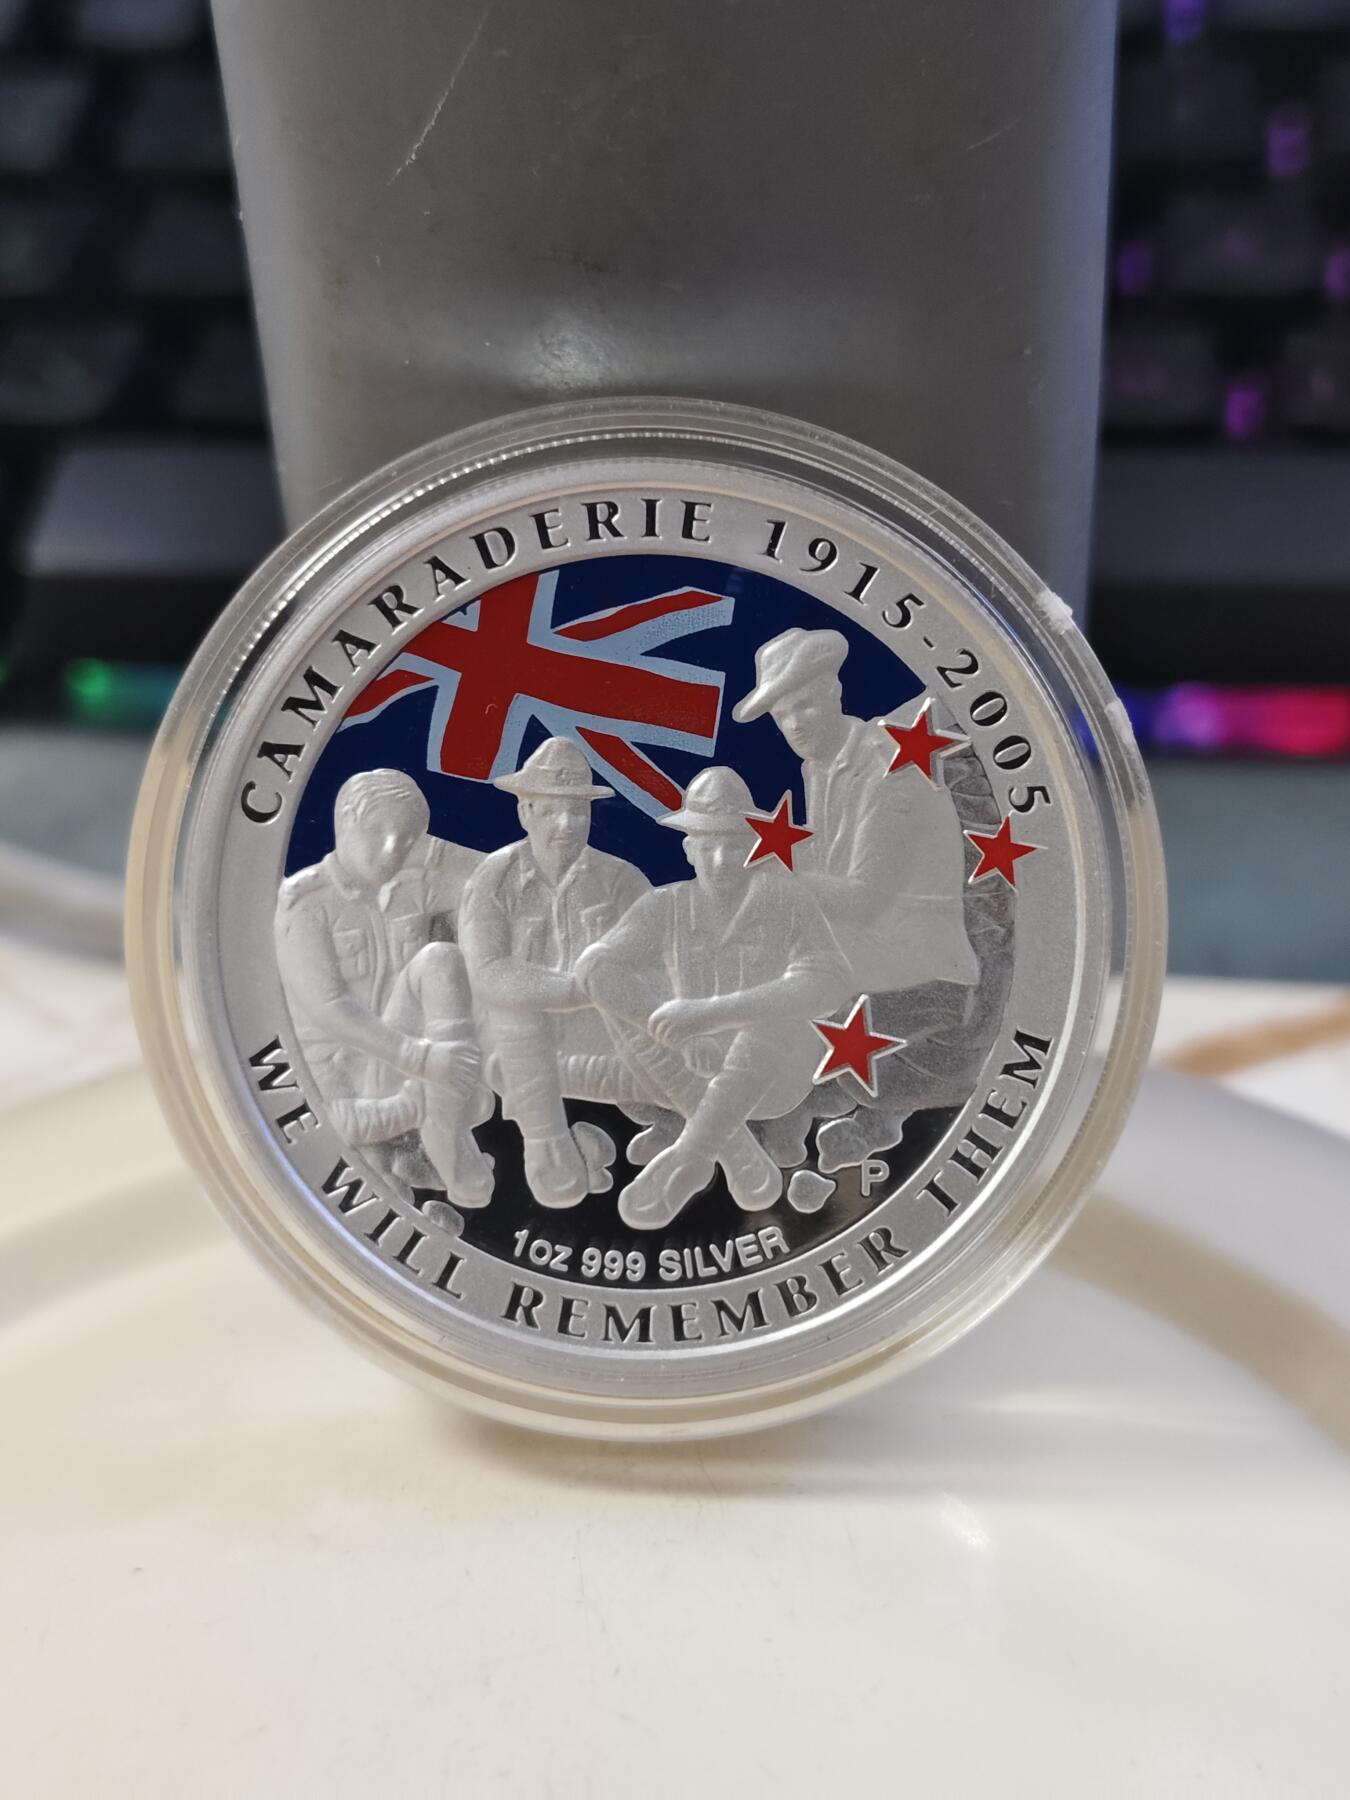 CAMARADERIE 1915-2005
P
1oz 999 SILVER
WE WILL REMEMBER THEM